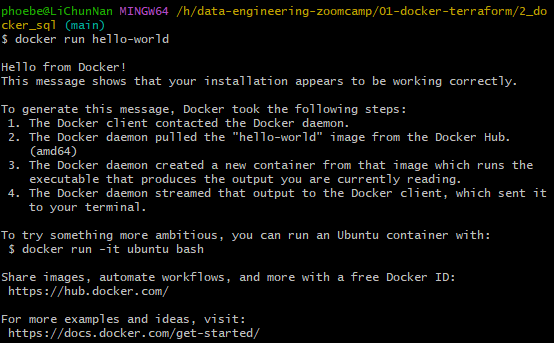 phoebe@LiChunNan MINGW64 /h/data-engineering-zoomcamp/01-docker-terraform/2_do
cker_sql (main)
$ docker run hello-world

Hello from Docker!
This message shows that your installation appears to be working correctly.

To generate this message, Docker took the following steps:
 1. The Docker client contacted the Docker daemon.
 2. The Docker daemon pulled the "hello-world" image from the Docker Hub.
    (amd64)
 3. The Docker daemon created a new container from that image which runs the
    executable that produces the output you are currently reading.
 4. The Docker daemon streamed that output to the Docker client, which sent it
    to your terminal.

To try something more ambitious, you can run an Ubuntu container with:
 $ docker run -it ubuntu bash

Share images, automate workflows, and more with a free Docker ID:
 https://hub.docker.com/

For more examples and ideas, visit:
 https://docs.docker.com/get-started/